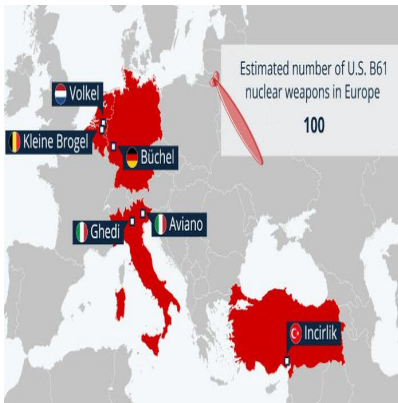 Estimated number of U.S. B61
nuclear weapons in Europe
100
Volkel
Kleine Brogel
Büchel
Ghedi
Aviano
Incirlik